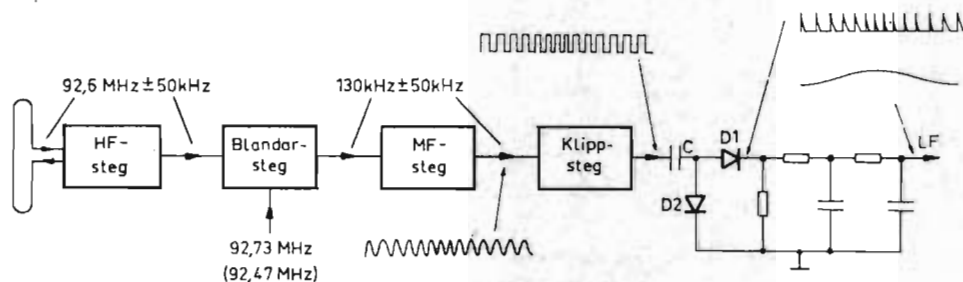 92,6 MHz ± 50kHz
130kHz ± 50kHz
HF-
steg
Blandar-
steg
MF-
steg
Klipp-
steg
C
D1
D2
LF
92,73 MHz
(92,47 MHz)